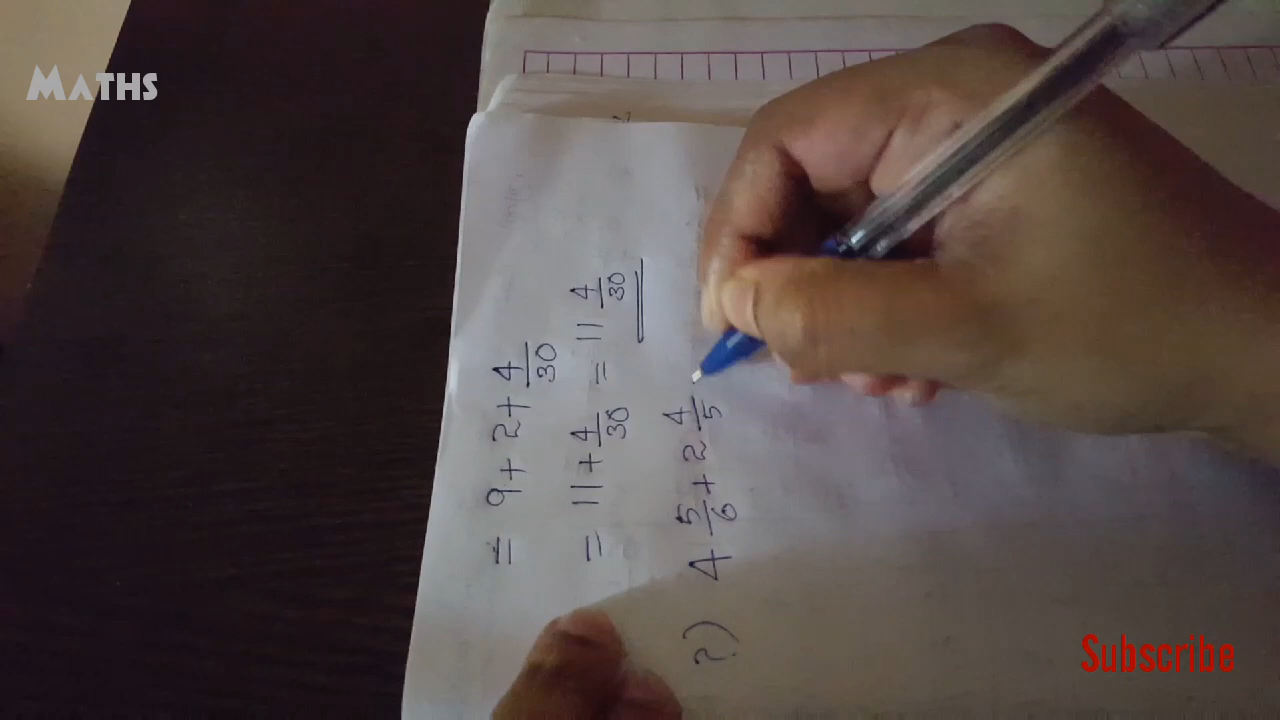 MATHS
= 9 + 2 + 4/30
= 11 + 4/30 = 11 4/30
2) 4 5/6 + 2 4/5
Subscribe